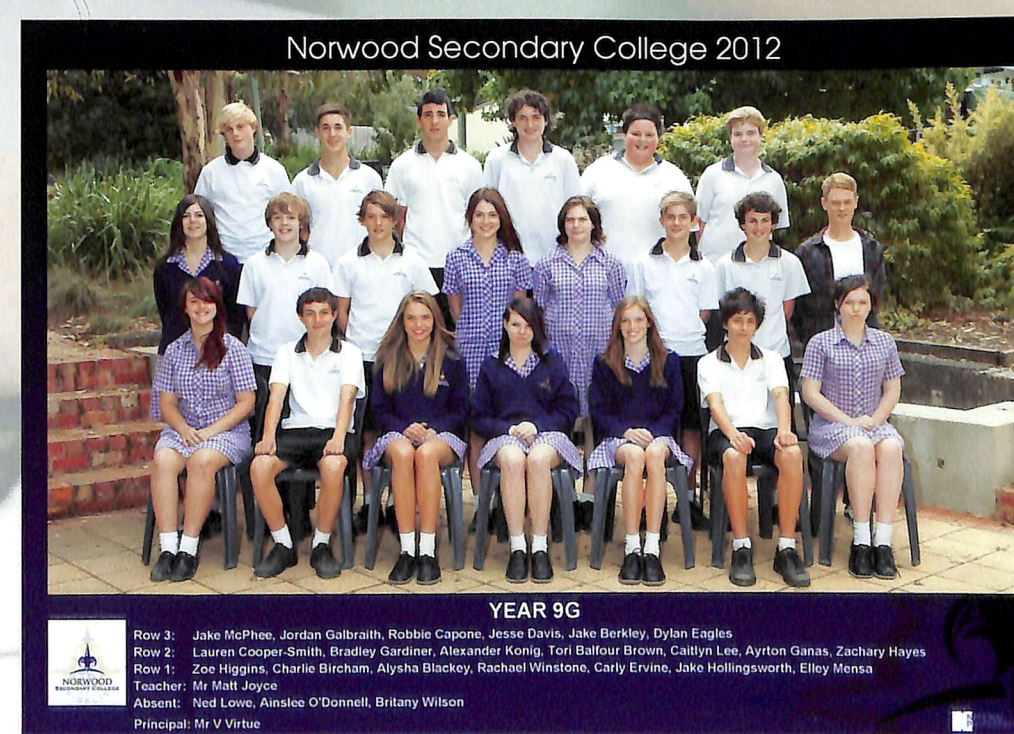 Norwood Secondary College 2012
YEAR 9G
Row 3: Jake McPhee, Jordan Galbraith, Robbie Capone, Jesse Davis, Jake Berkley, Dylan Eagles
Row 2: Lauren Cooper-Smith, Bradley Gardiner, Alexander Konig, Tori Balfour Brown, Caitlyn Lee, Ayrton Ganas, Zachary Hayes
Row 1: Zoe Higgins, Charlie Bircham, Alysha Blackey, Rachael Winstone, Carly Ervine, Jake Hollingsworth, Elley Mensa
Teacher: Mr Matt Joyce
Absent: Ned Lowe, Ainslee O'Donnell, Britany Wilson
Principal: Mr V Virtue
NORWOOD
SECONDARY COLLEGE